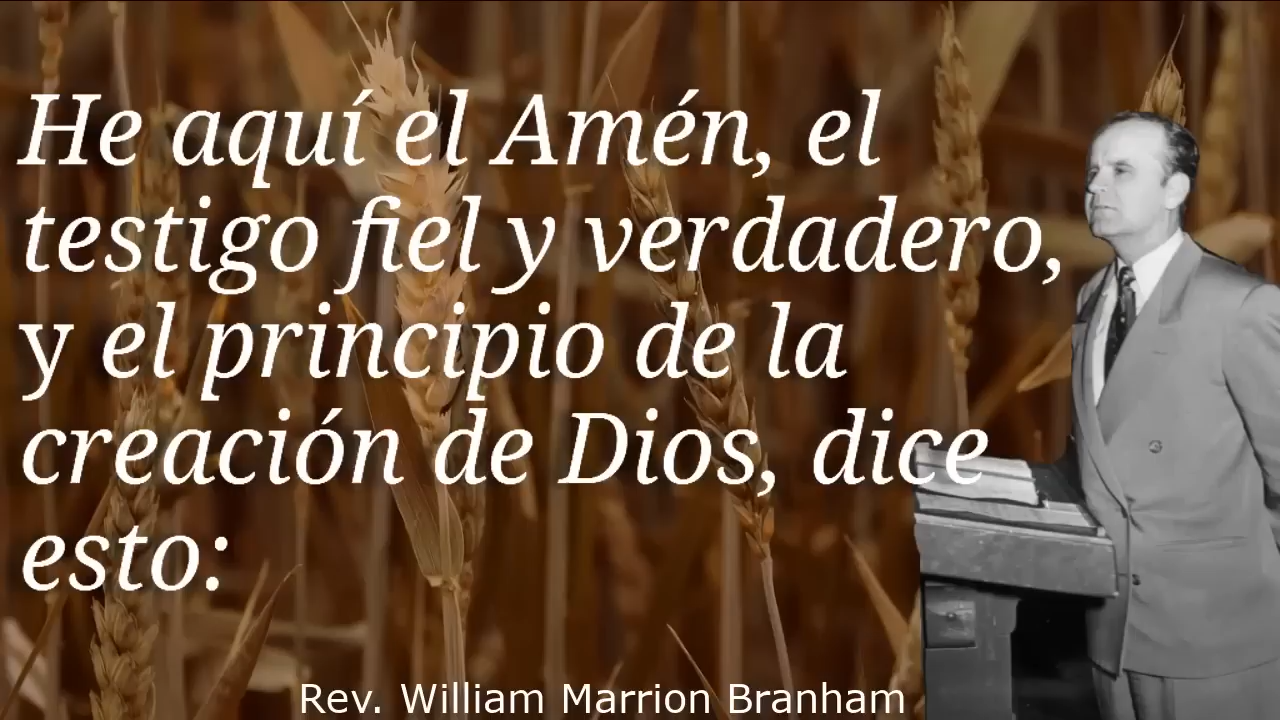 He aquí el Amén, el
testigo fiel y verdadero,
y el principio de la
creación de Dios, dice
esto:
Rev. William Marrion Branham